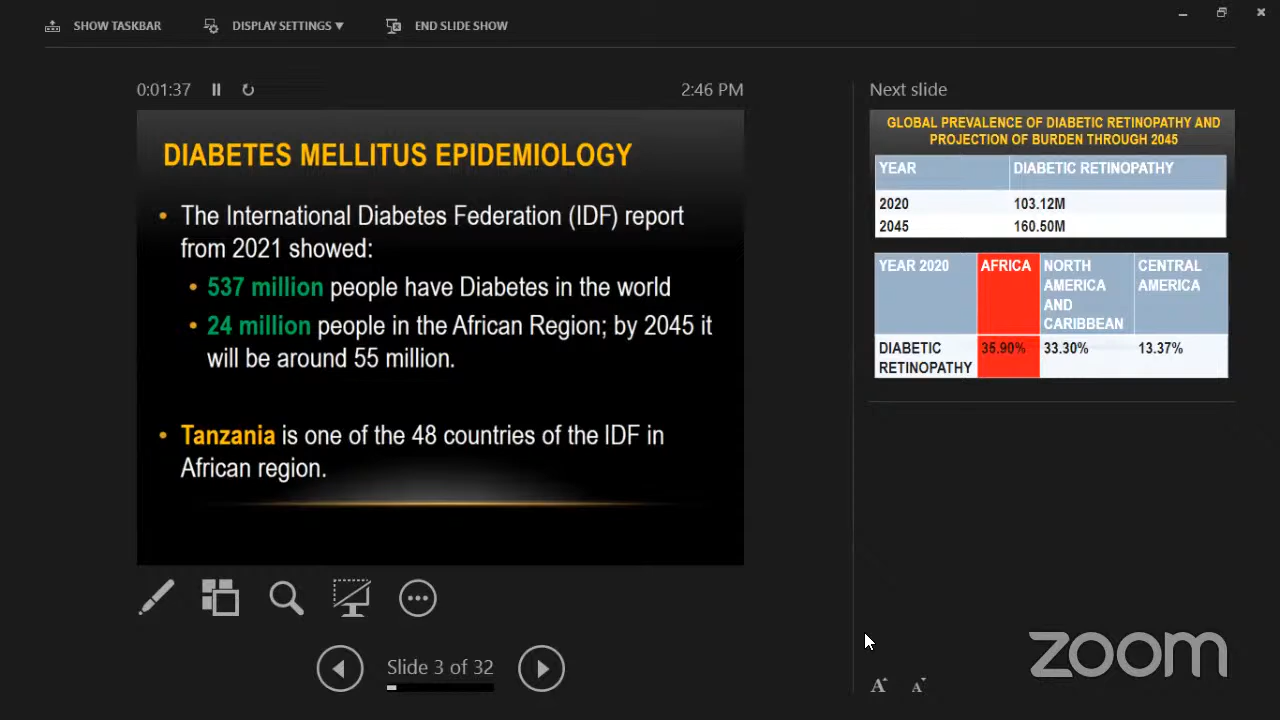 SHOW TASKBAR
DISPLAY SETTINGS
END SLIDE SHOW
0:01:37
2:46 PM
DIABETES MELLITUS EPIDEMIOLOGY
• The International Diabetes Federation (IDF) report
from 2021 showed:
• 537 million people have Diabetes in the world
• 24 million people in the African Region; by 2045 it
will be around 55 million.
• Tanzania is one of the 48 countries of the IDF in
African region.
Slide 3 of 32
Next slide
GLOBAL PREVALENCE OF DIABETIC RETINOPATHY AND
PROJECTION OF BURDEN THROUGH 2045
YEAR DIABETIC RETINOPATHY
2020 103.12M
2045 160.50M
YEAR 2020 AFRICA NORTH CENTRAL
AMERICA AMERICA
AND
CARIBBEAN
DIABETIC 35.90% 33.30% 13.37%
RETINOPATHY
A A
zoom